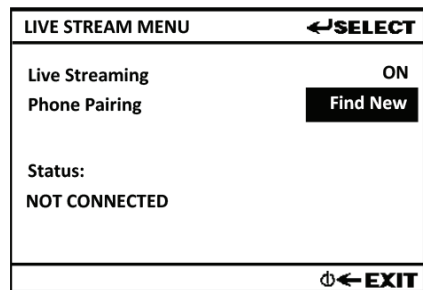 LIVE STREAM MENU SELECT
Live Streaming ON
Phone Pairing Find New
Status:
NOT CONNECTED
EXIT